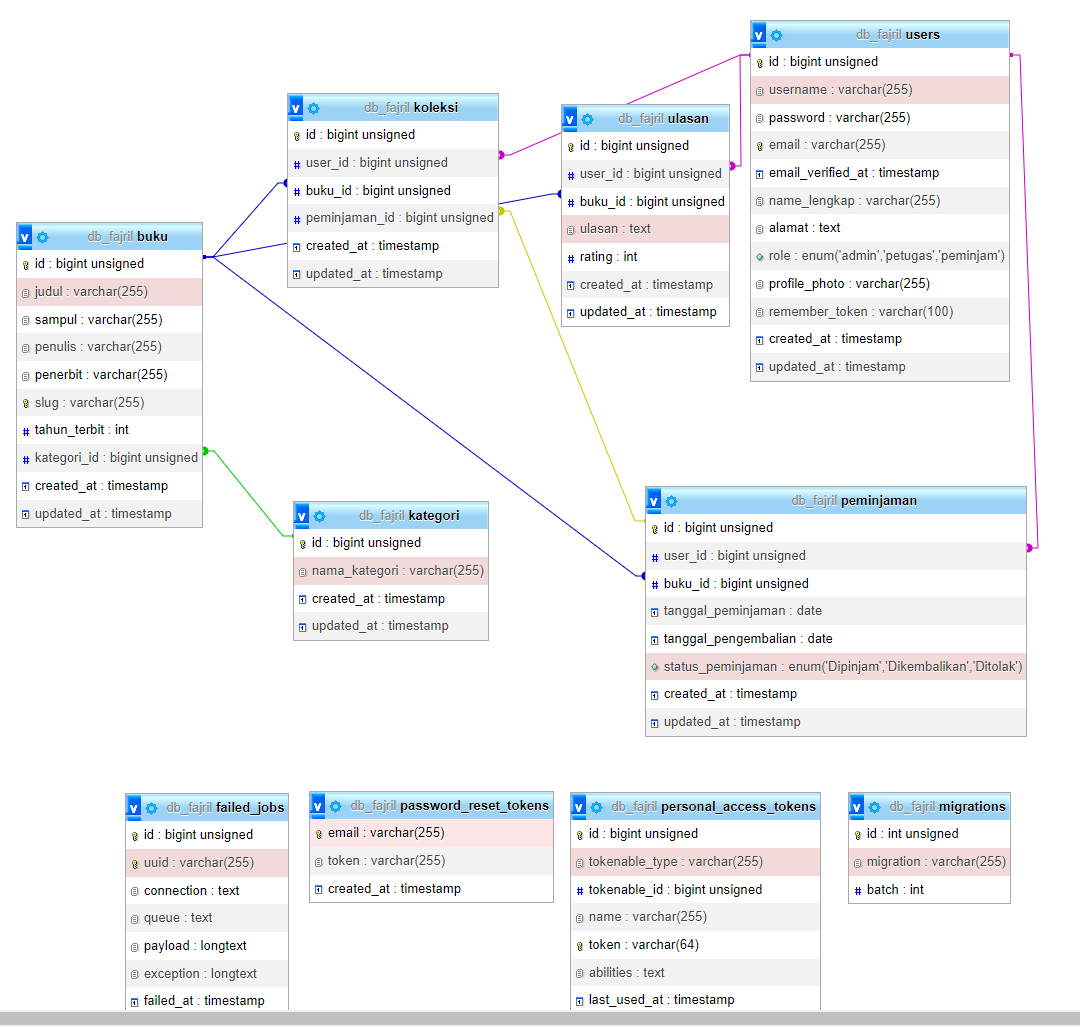 db_fajril users
id : bigint unsigned
username : varchar(255)
password : varchar(255)
email : varchar(255)
email_verified_at : timestamp
name_lengkap : varchar(255)
alamat : text
role : enum('admin','petugas','peminjam')
profile_photo : varchar(255)
remember_token : varchar(100)
created_at : timestamp
updated_at : timestamp
db_fajril koleksi
id : bigint unsigned
user_id : bigint unsigned
buku_id : bigint unsigned
peminjaman_id : bigint unsigned
created_at : timestamp
updated_at : timestamp
db_fajril ulasan
id : bigint unsigned
user_id : bigint unsigned
buku_id : bigint unsigned
ulasan : text
rating : int
created_at : timestamp
updated_at : timestamp
db_fajril buku
id : bigint unsigned
judul : varchar(255)
sampul : varchar(255)
penulis : varchar(255)
penerbit : varchar(255)
slug : varchar(255)
tahun_terbit : int
kategori_id : bigint unsigned
created_at : timestamp
updated_at : timestamp
db_fajril kategori
id : bigint unsigned
nama_kategori : varchar(255)
created_at : timestamp
updated_at : timestamp
db_fajril peminjaman
id : bigint unsigned
user_id : bigint unsigned
buku_id : bigint unsigned
tanggal_peminjaman : date
tanggal_pengembalian : date
status_peminjaman : enum('Dipinjam','Dikembalikan','Ditolak')
created_at : timestamp
updated_at : timestamp
db_fajril failed_jobs
id : bigint unsigned
uuid : varchar(255)
connection : text
queue : text
payload : longtext
exception : longtext
failed_at : timestamp
db_fajril password_reset_tokens
email : varchar(255)
token : varchar(255)
created_at : timestamp
db_fajril personal_access_tokens
id : bigint unsigned
tokenable_type : varchar(255)
tokenable_id : bigint unsigned
name : varchar(255)
token : varchar(64)
abilities : text
last_used_at : timestamp
db_fajril migrations
id : int unsigned
migration : varchar(255)
batch : int